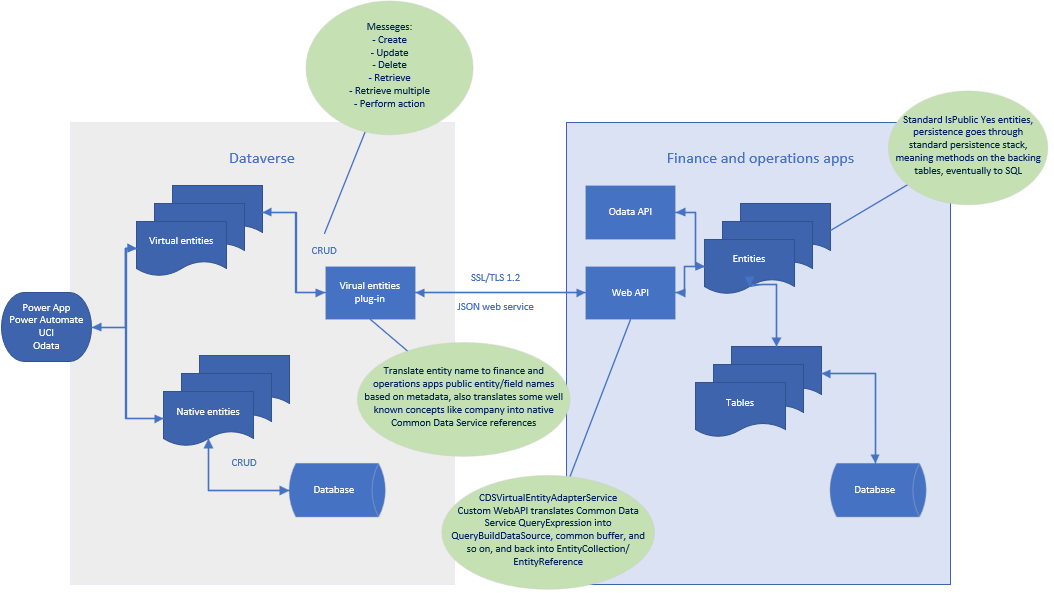 Messeges:
- Create
- Update
- Delete
- Retrieve
- Retrieve multiple
- Perform action
Standard IsPublic Yes entities,
persistence goes through
standard persistence stack,
meaning methods on the backing
tables, eventually to SQL
Dataverse
Finance and operations apps
Virtual entities
CRUD
Virual entities
plug-in
SSL/TLS 1.2
JSON web service
Odata API
Web API
Entities
Power App
Power Automate
UCI
Odata
Translate entity name to finance and
operations apps public entity/field names
based on metadata, also translates some well
known concepts like company into native
Common Data Service references
Native entities
CRUD
Database
Tables
Database
CDSVirtualEntityAdapterService
Custom WebAPI translates Common Data
Service QueryExpression into
QueryBuildDataSource, common buffer, and
so on, and back into EntityCollection/
EntityReference